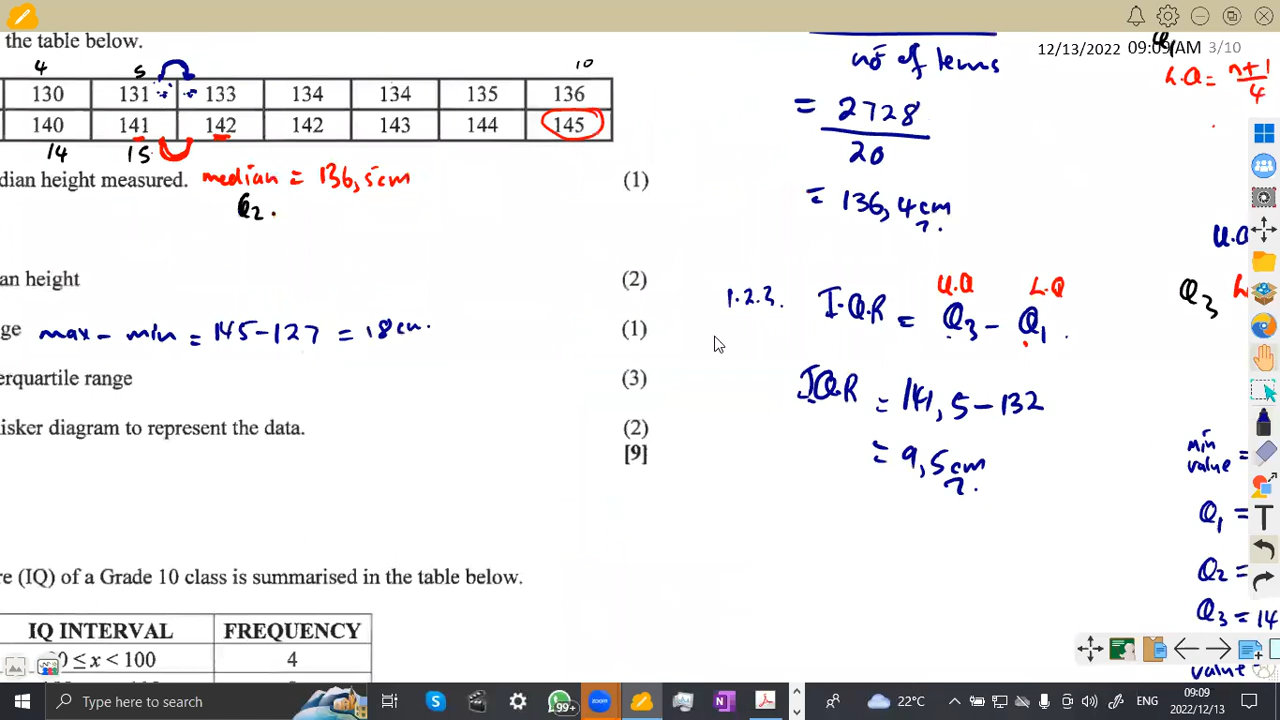 the table below.
4 5 10
130 131 133 134 134 135 136
140 141 142 142 143 144 145
14 15
dian height measured. median = 136,5cm (1)
Q2.
an height (2)
ge max - min = 145-127 = 18cm. (1)
erquartile range (3)
isker diagram to represent the data. (2)
[9]
re (IQ) of a Grade 10 class is summarised in the table below.
IQ INTERVAL FREQUENCY
0 ≤ x < 100 4
no of terms
= 2728
20
= 136,4cm
1.2.3. I.Q.R = Q3 - Q1
U.Q L.Q
IQR = 141,5-132
= 9,5cm
12/13/2022 09:09 AM 3/10
L.Q = n+1
4
Q3
min
value =
Q1 =
Q2 =
Q3 = 14
value=
Type here to search
99+
22°C
ENG
09:09
2022/12/13